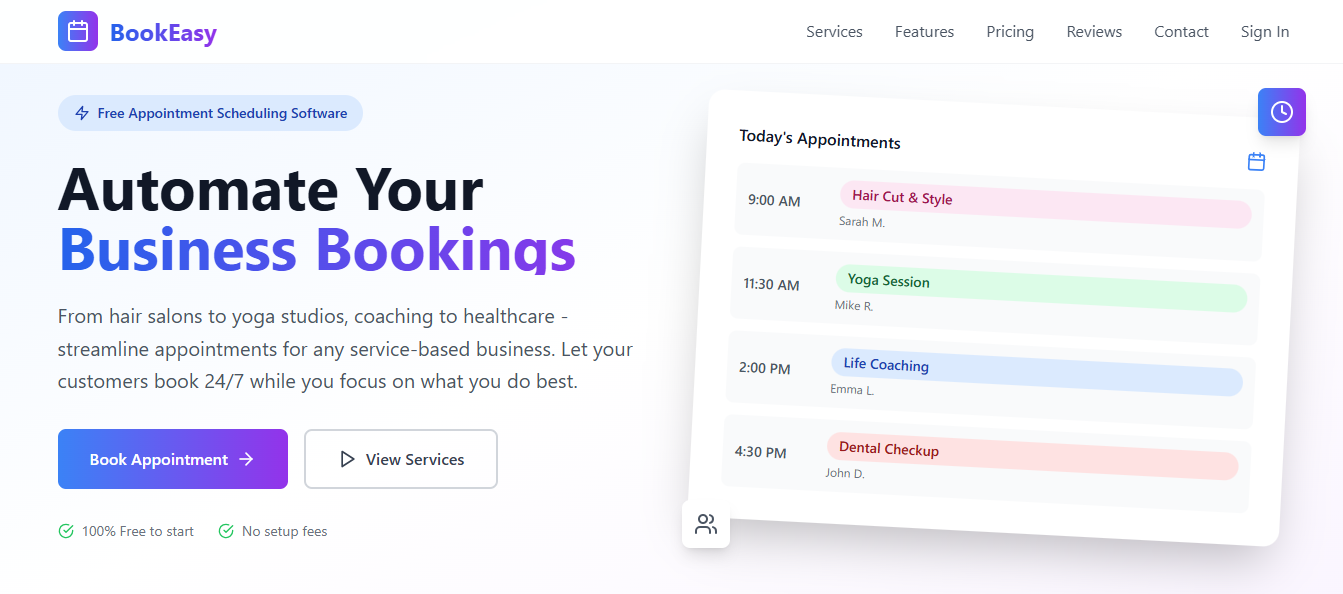 BookEasy
Services
Features
Pricing
Reviews
Contact
Sign In
Free Appointment Scheduling Software
Automate Your
Business Bookings
From hair salons to yoga studios, coaching to healthcare -
streamline appointments for any service-based business. Let your
customers book 24/7 while you focus on what you do best.
Book Appointment
View Services
100% Free to start
No setup fees
Today's Appointments
9:00 AM
Hair Cut & Style
Sarah M.
11:30 AM
Yoga Session
Mike R.
2:00 PM
Life Coaching
Emma L.
4:30 PM
Dental Checkup
John D.